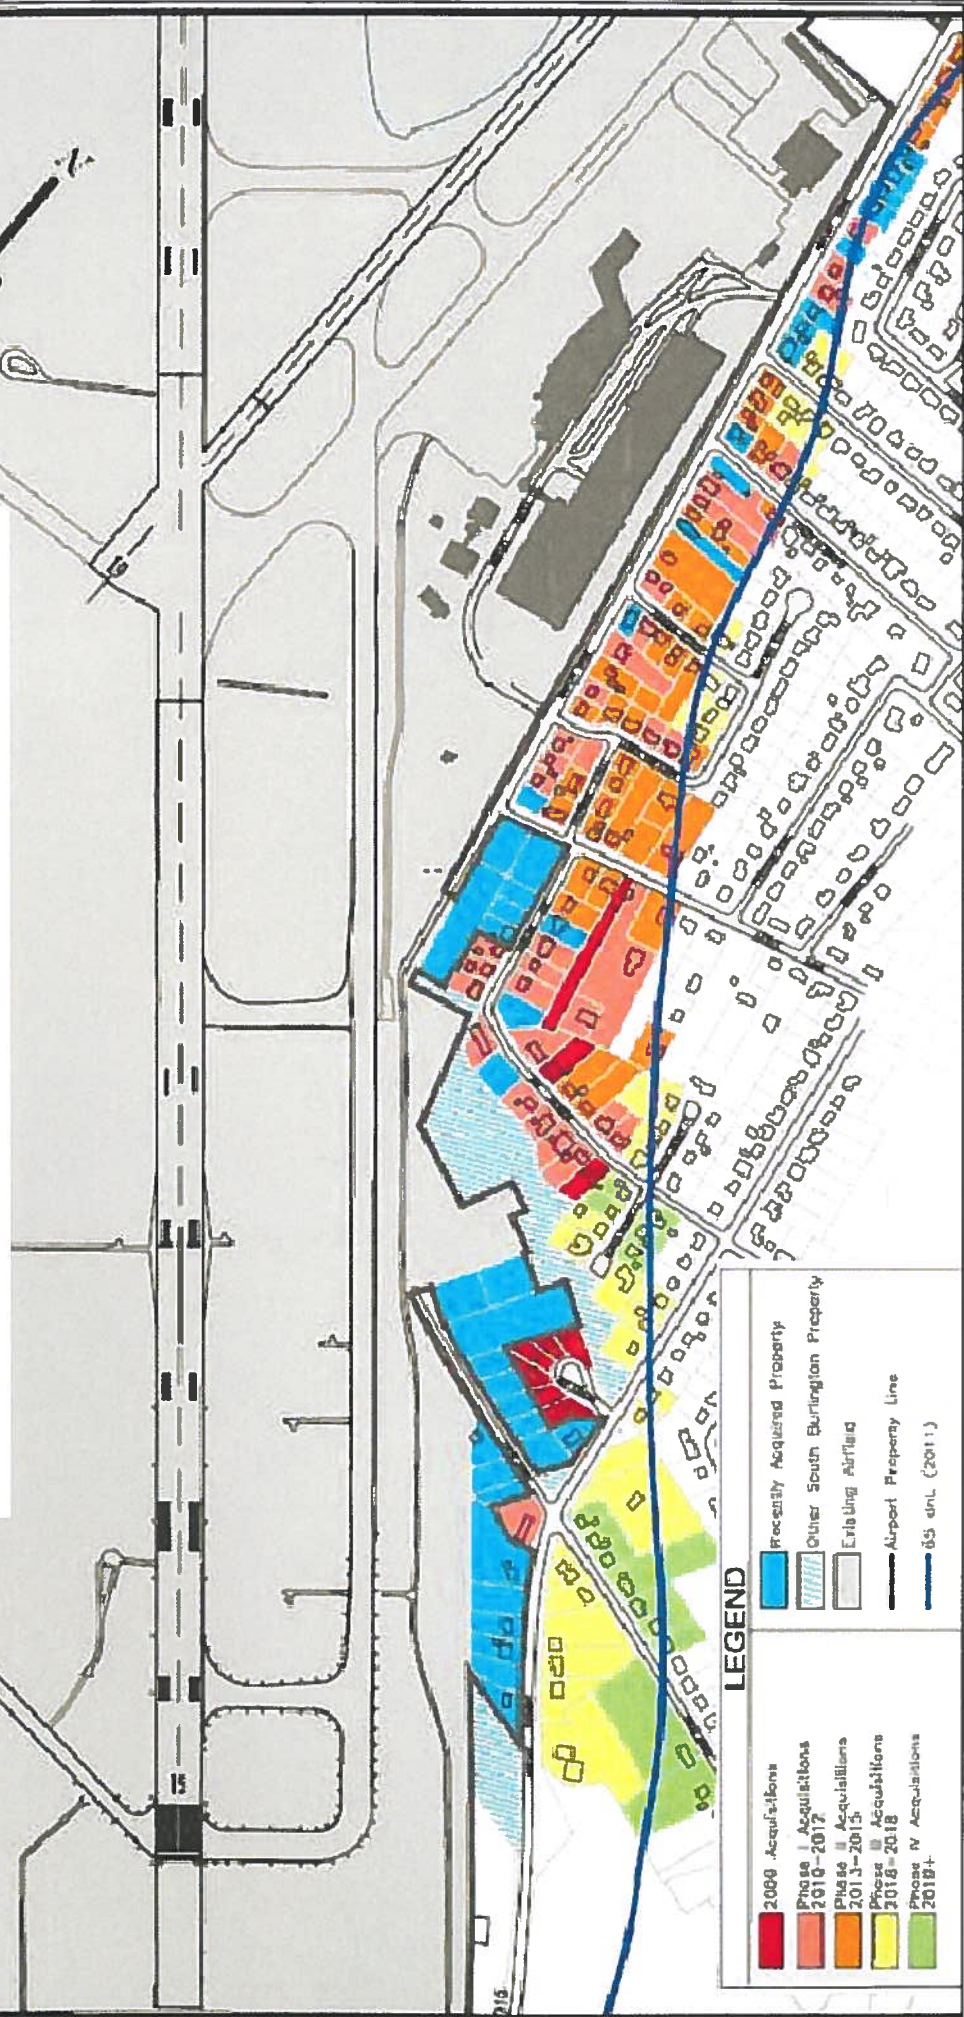 LEGEND
Acquisitions
Phase I Acquisitions
2010-2012
Phase II Acquisitions
2013-2015
Phase III Acquisitions
2016-2018
Phase IV Acquisitions
2019+
Recently Acquired Property
Other South Burlington Property
Existing Airfield
Airport Property Line
65 dnL (2011)
15
19